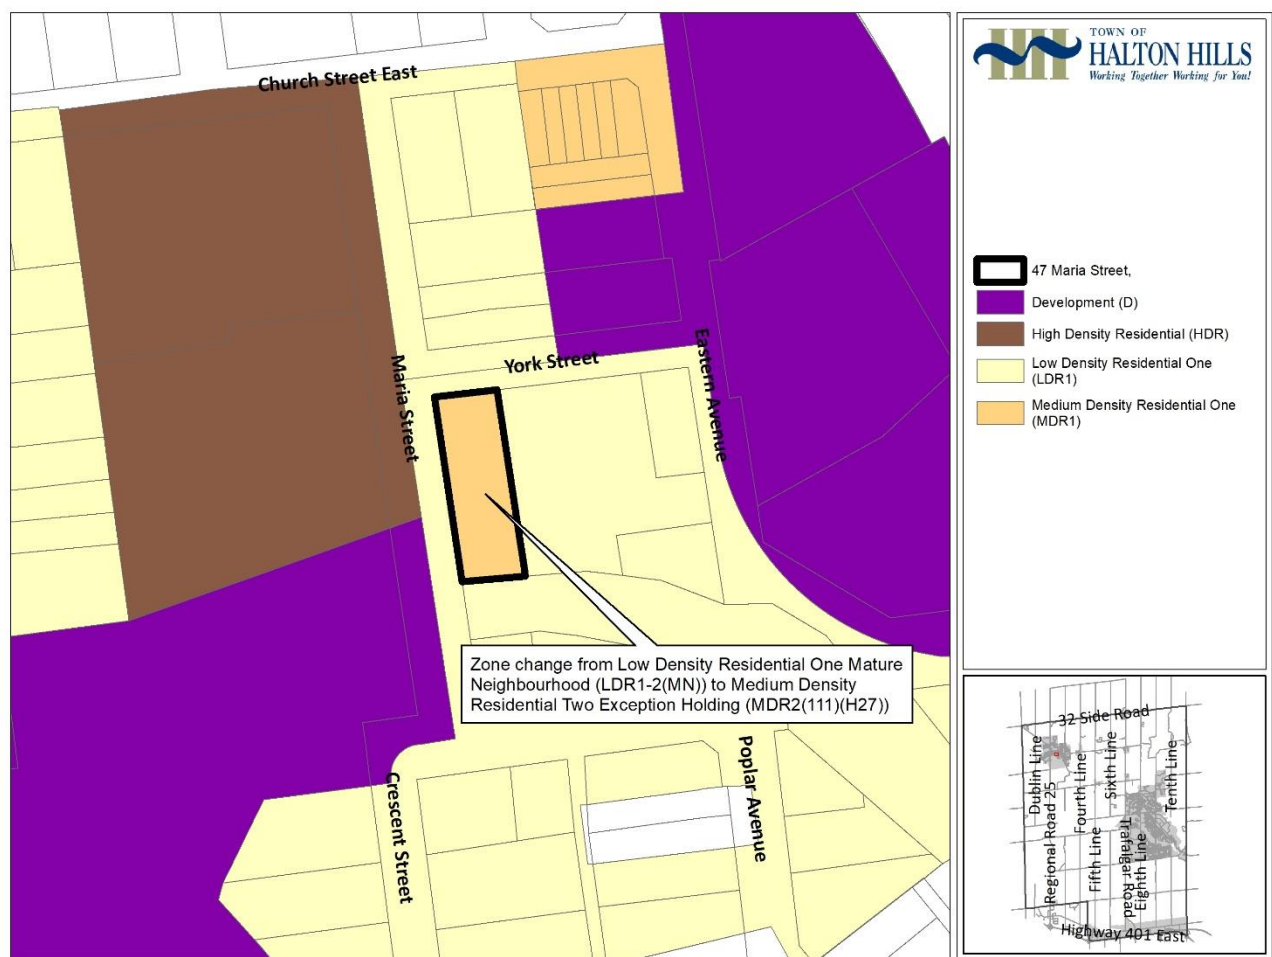 Church Street East
York Street
Maria Street
Eastern Avenue
Zone change from Low Density Residential One Mature
Neighbourhood (LDR1-2(MN)) to Medium Density
Residential Two Exception Holding (MDR2(111)(H27))
Poplar Avenue
Crescent Street
TOWN OF
HALTON HILLS
Working Together Working for You!
47 Maria Street,
Development (D)
High Density Residential (HDR)
Low Density Residential One
(LDR1)
Medium Density Residential One
(MDR1)
32 Side Road
Dublin Line
Regional Road 25
Fourth Line
Fifth Line
Sixth Line
Trafalgar Road
Eighth Line
Tenth Line
Highway 401 East